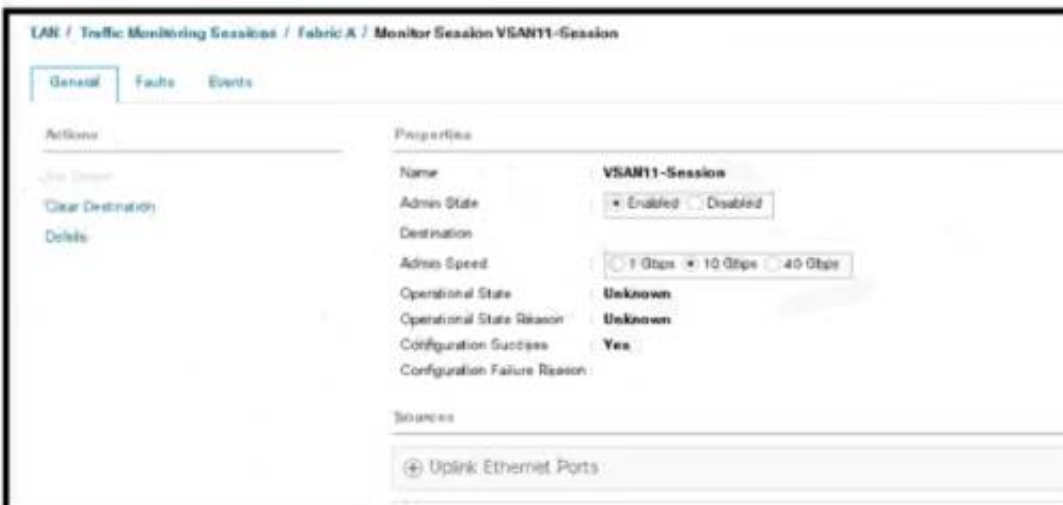 LAN / Traffic Monitoring Sessions / Fabric A / Monitor Session VSAN11-Session
General Faults Events
Actions
Clear Destination
Delete
Properties
Name : VSAN11-Session
Admin State : Enabled Disabled
Destination
Admin Speed : 1 Gbps 10 Gbps 40 Gbps
Operational State : Unknown
Operational State Reason : Unknown
Configuration Success : Yes
Configuration Failure Reason :
Sources
Uplink Ethernet Ports